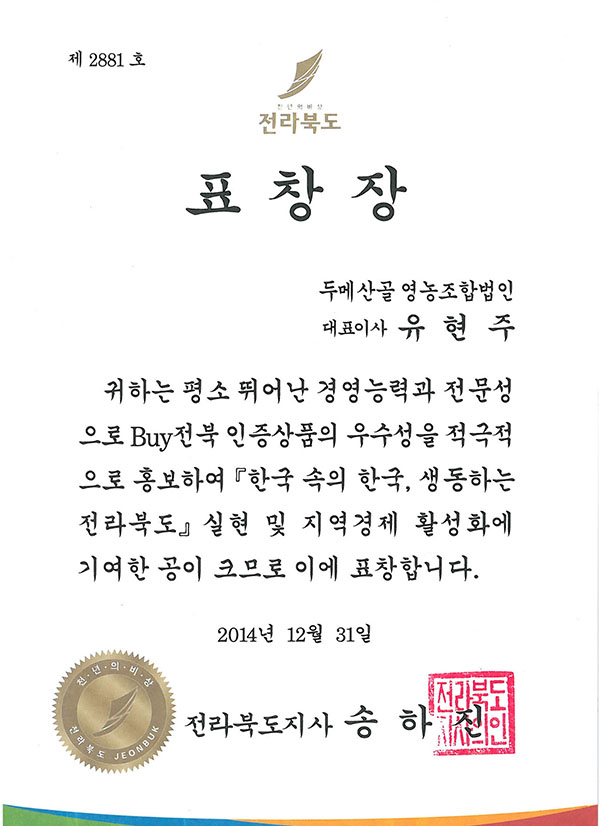 제 2881 호
천년의비상
전라북도
표창장
두메산골 영농조합법인
대표이사 유현주
귀하는 평소 뛰어난 경영능력과 전문성
으로 Buy전북 인증상품의 우수성을 적극적
으로 홍보하여 『한국 속의 한국, 생동하는
전라북도』 실현 및 지역경제 활성화에
기여한 공이 크므로 이에 표창합니다.
2014년 12월 31일
천·년·의·비·상
전라북도 JEONBUK
전라북도지사 송하진
전라북도
지사의인